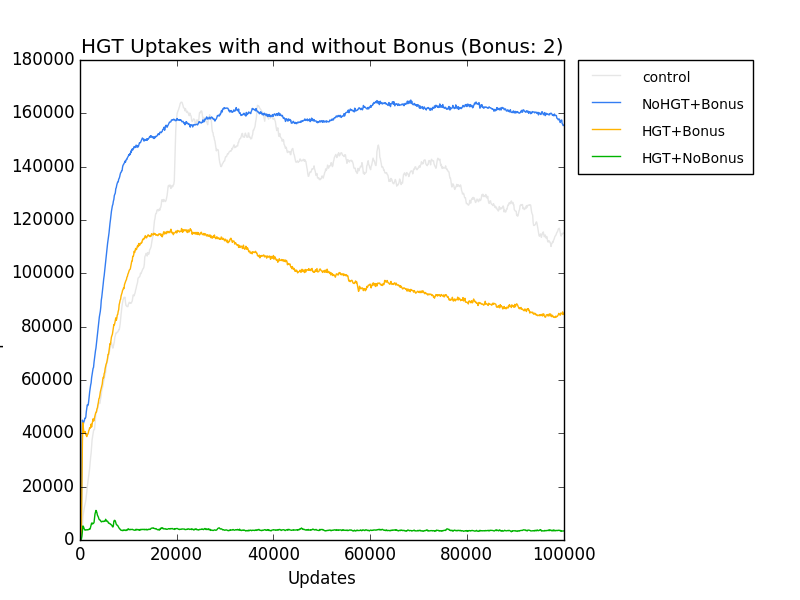 HGT Uptakes with and without Bonus (Bonus: 2)
180000
160000
140000
120000
100000
80000
60000
40000
20000
0
0 20000 40000 60000 80000 100000
Updates
control
NoHGT+Bonus
HGT+Bonus
HGT+NoBonus